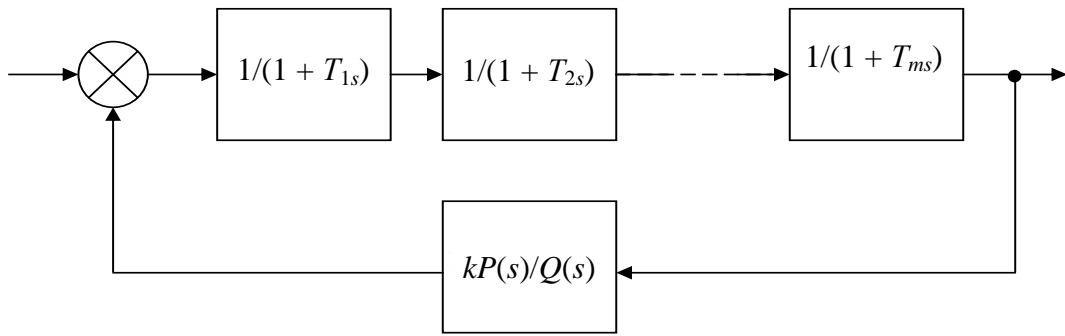 1/(1 + T₁ₛ)
1/(1 + T₂ₛ)
1/(1 + Tₘₛ)
kP(s)/Q(s)